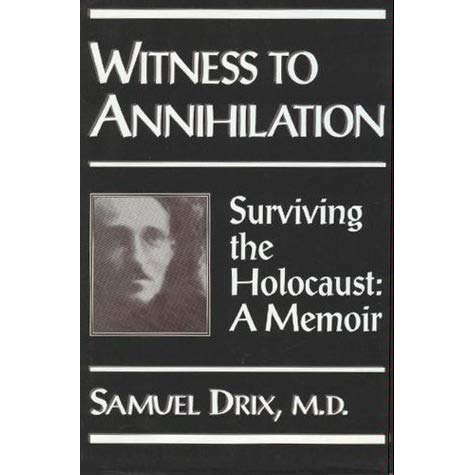 WITNESS TO
ANNIHILATION
Surviving
the
Holocaust:
A Memoir
SAMUEL DRIX, M.D.